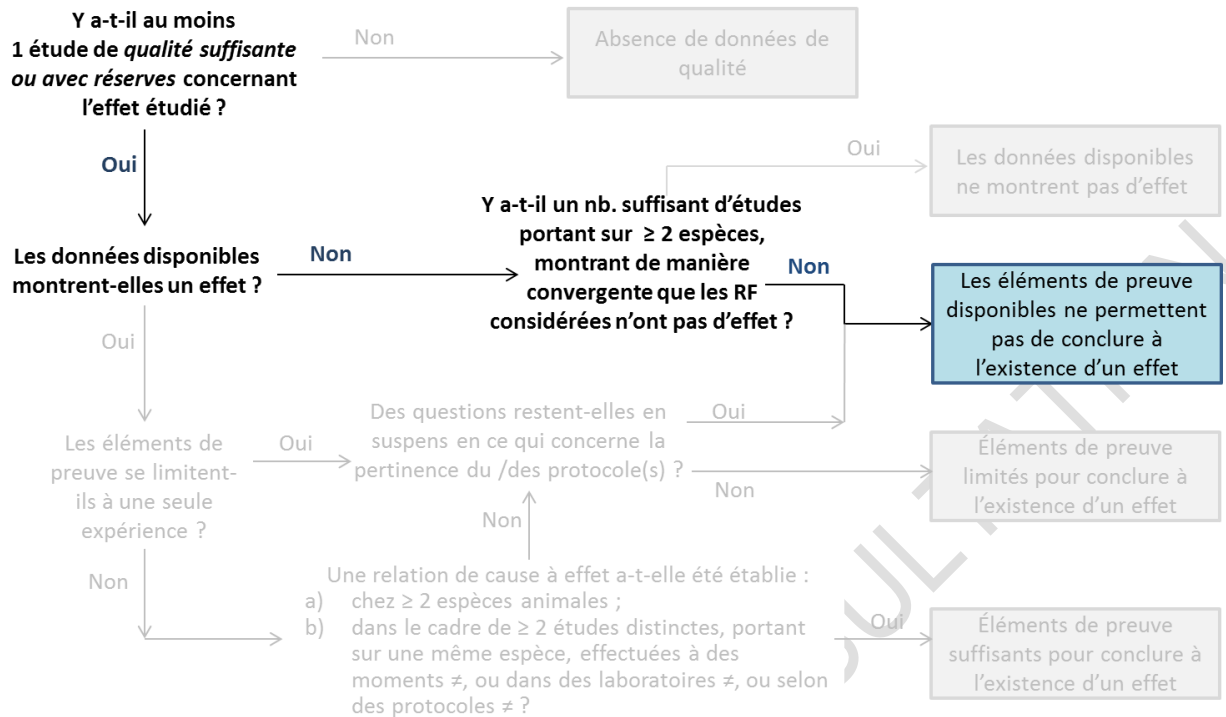 Y a-t-il au moins
1 étude de qualité suffisante
ou avec réserves concernant
l'effet étudié ?
Non
Absence de données de
qualité
Oui
Oui
Les données disponibles
ne montrent pas d'effet
Y a-t-il un nb. suffisant d'études
portant sur ≥ 2 espèces,
montrant de manière
convergente que les RF
considérées n'ont pas d'effet ?
Les données disponibles
montrent-elles un effet ?
Non
Non
Les éléments de preuve
disponibles ne permettent
pas de conclure à
l'existence d'un effet
Oui
Les éléments de
preuve se limitent-
ils à une seule
expérience ?
Oui
Des questions restent-elles en
suspens en ce qui concerne la
pertinence du /des protocole(s) ?
Oui
Non
Éléments de preuve
limités pour conclure à
l'existence d'un effet
Non
Non
Une relation de cause à effet a-t-elle été établie :
a) chez ≥ 2 espèces animales ;
b) dans le cadre de ≥ 2 études distinctes, portant
sur une même espèce, effectuées à des
moments ≠, ou dans des laboratoires ≠, ou selon
des protocoles ≠ ?
Oui
Éléments de preuve
suffisants pour conclure à
l'existence d'un effet